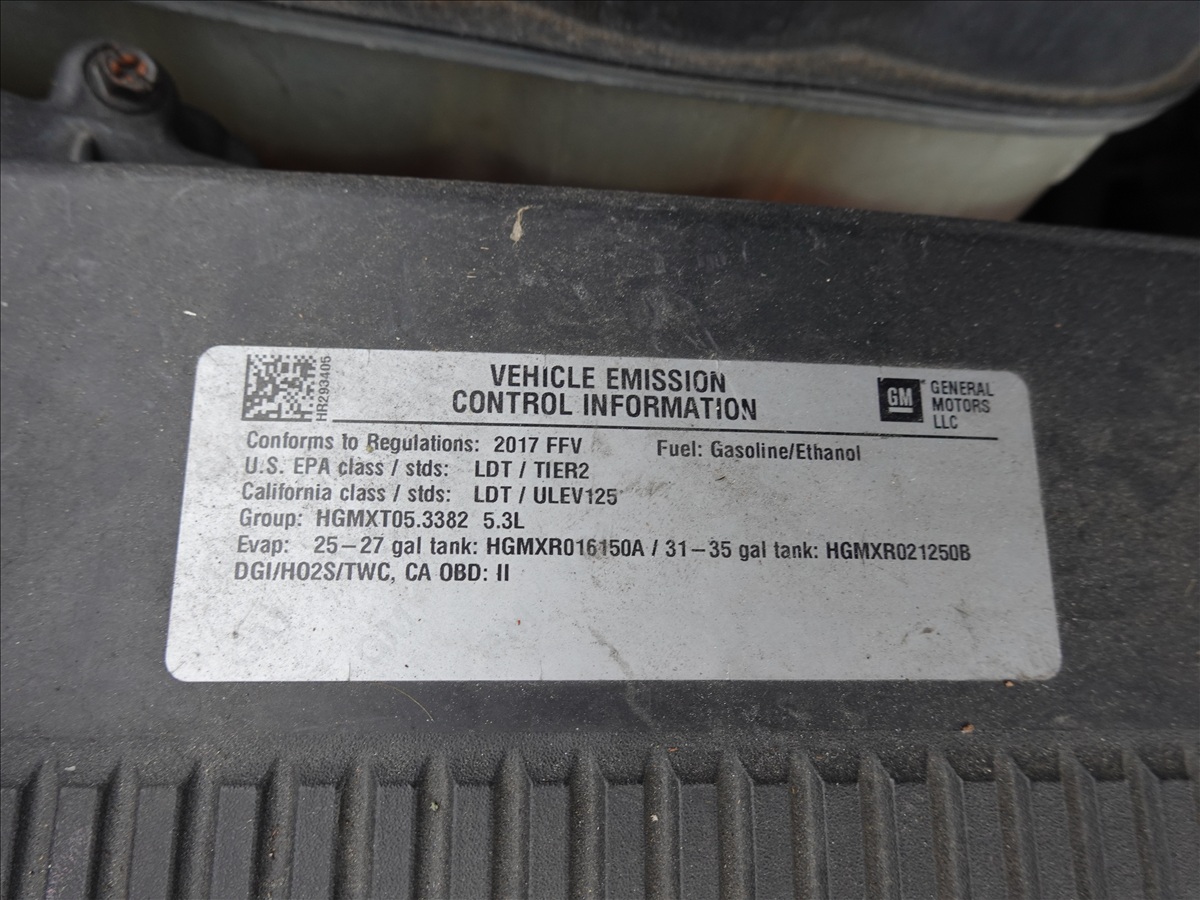 HR293405
VEHICLE EMISSION
CONTROL INFORMATION
GM
GENERAL
MOTORS
LLC
Conforms to Regulations: 2017 FFV Fuel: Gasoline/Ethanol
U.S. EPA class / stds: LDT / TIER2
California class / stds: LDT / ULEV125
Group: HGMXT05.3382 5.3L
Evap: 25–27 gal tank: HGMXR016150A / 31–35 gal tank: HGMXR021250B
DGI/HO2S/TWC, CA OBD: II